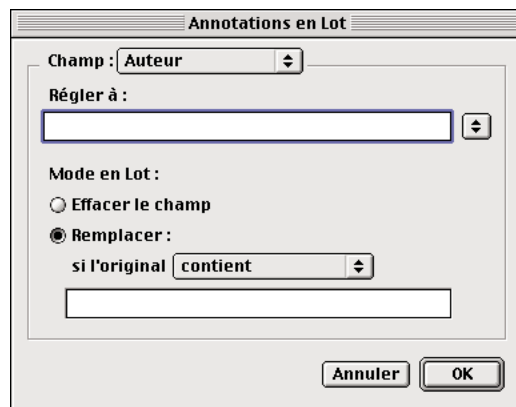 Annotations en Lot
Champ : Auteur
Régler à :
Mode en Lot :
Effacer le champ
Remplacer :
si l'original contient
Annuler OK